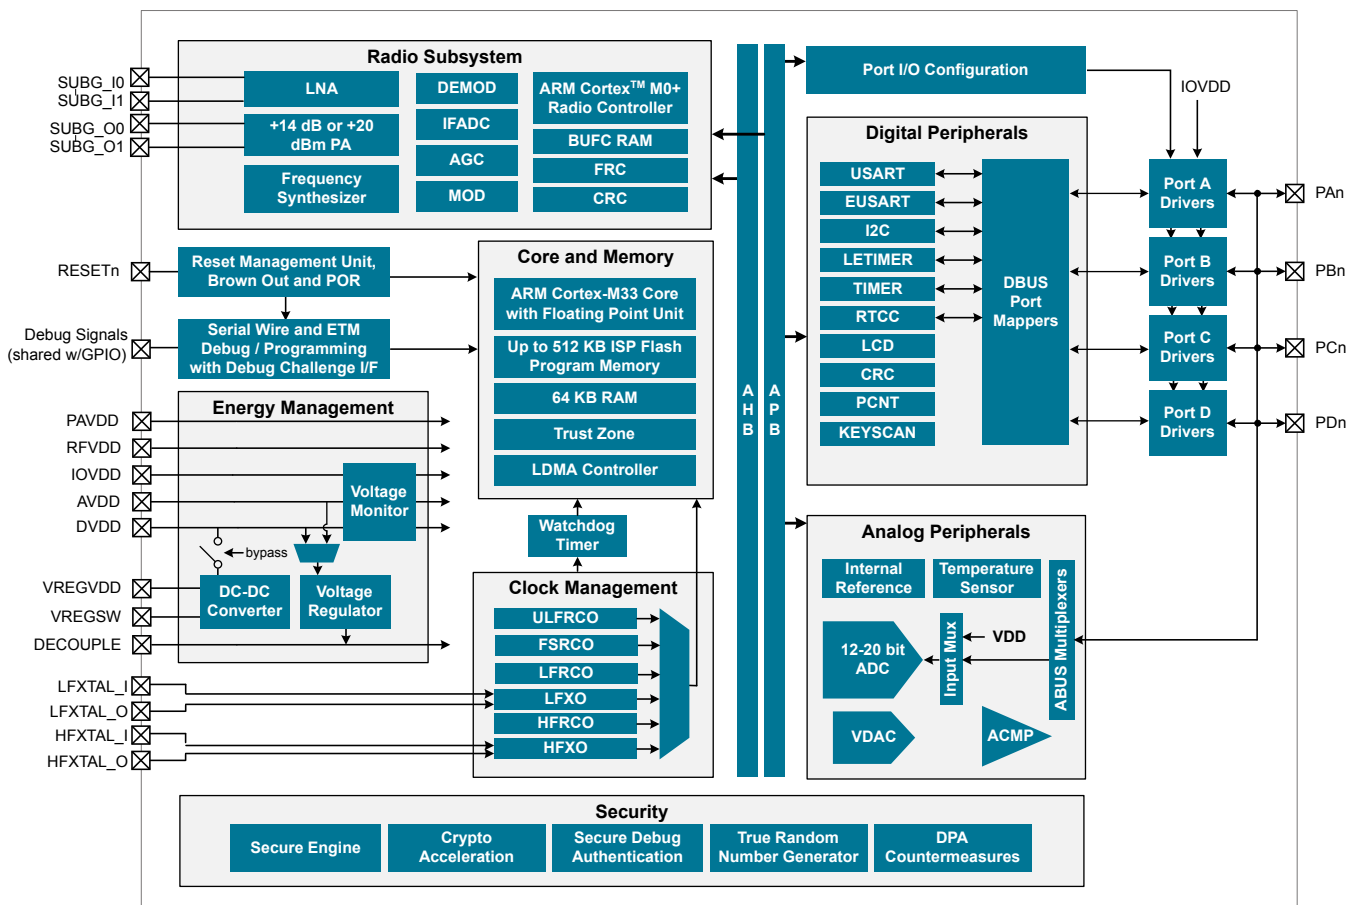 Radio Subsystem
SUBG_I0
SUBG_I1
SUBG_O0
SUBG_O1
LNA
+14 dB or +20
dBm PA
Frequency
Synthesizer
DEMOD
IFADC
AGC
MOD
ARM Cortex™ M0+
Radio Controller
BUFC RAM
FRC
CRC
RESETn
Reset Management Unit,
Brown Out and POR
Debug Signals
(shared w/GPIO)
Serial Wire and ETM
Debug / Programming
with Debug Challenge I/F
Core and Memory
ARM Cortex-M33 Core
with Floating Point Unit
Up to 512 KB ISP Flash
Program Memory
64 KB RAM
Trust Zone
LDMA Controller
Watchdog
Timer
Energy Management
PAVDD
RFVDD
IOVDD
AVDD
DVDD
VREGVDD
VREGSW
DECOUPLE
Voltage
Monitor
bypass
DC-DC
Converter
Voltage
Regulator
Clock Management
LFXTAL_I
LFXTAL_O
HFXTAL_I
HFXTAL_O
ULFRCO
FSRCO
LFRCO
LFXO
HFRCO
HFXO
A
H
B
A
P
B
Port I/O Configuration
IOVDD
Digital Peripherals
USART
EUSART
I2C
LETIMER
TIMER
RTCC
LCD
CRC
PCNT
KEYSCAN
DBUS
Port
Mappers
Port A
Drivers
Port B
Drivers
Port C
Drivers
Port D
Drivers
PAn
PBn
PCn
PDn
Analog Peripherals
Internal
Reference
Temperature
Sensor
12-20 bit
ADC
Input Mux
VDD
ABUS Multiplexers
VDAC
ACMP
Security
Secure Engine
Crypto
Acceleration
Secure Debug
Authentication
True Random
Number Generator
DPA
Countermeasures